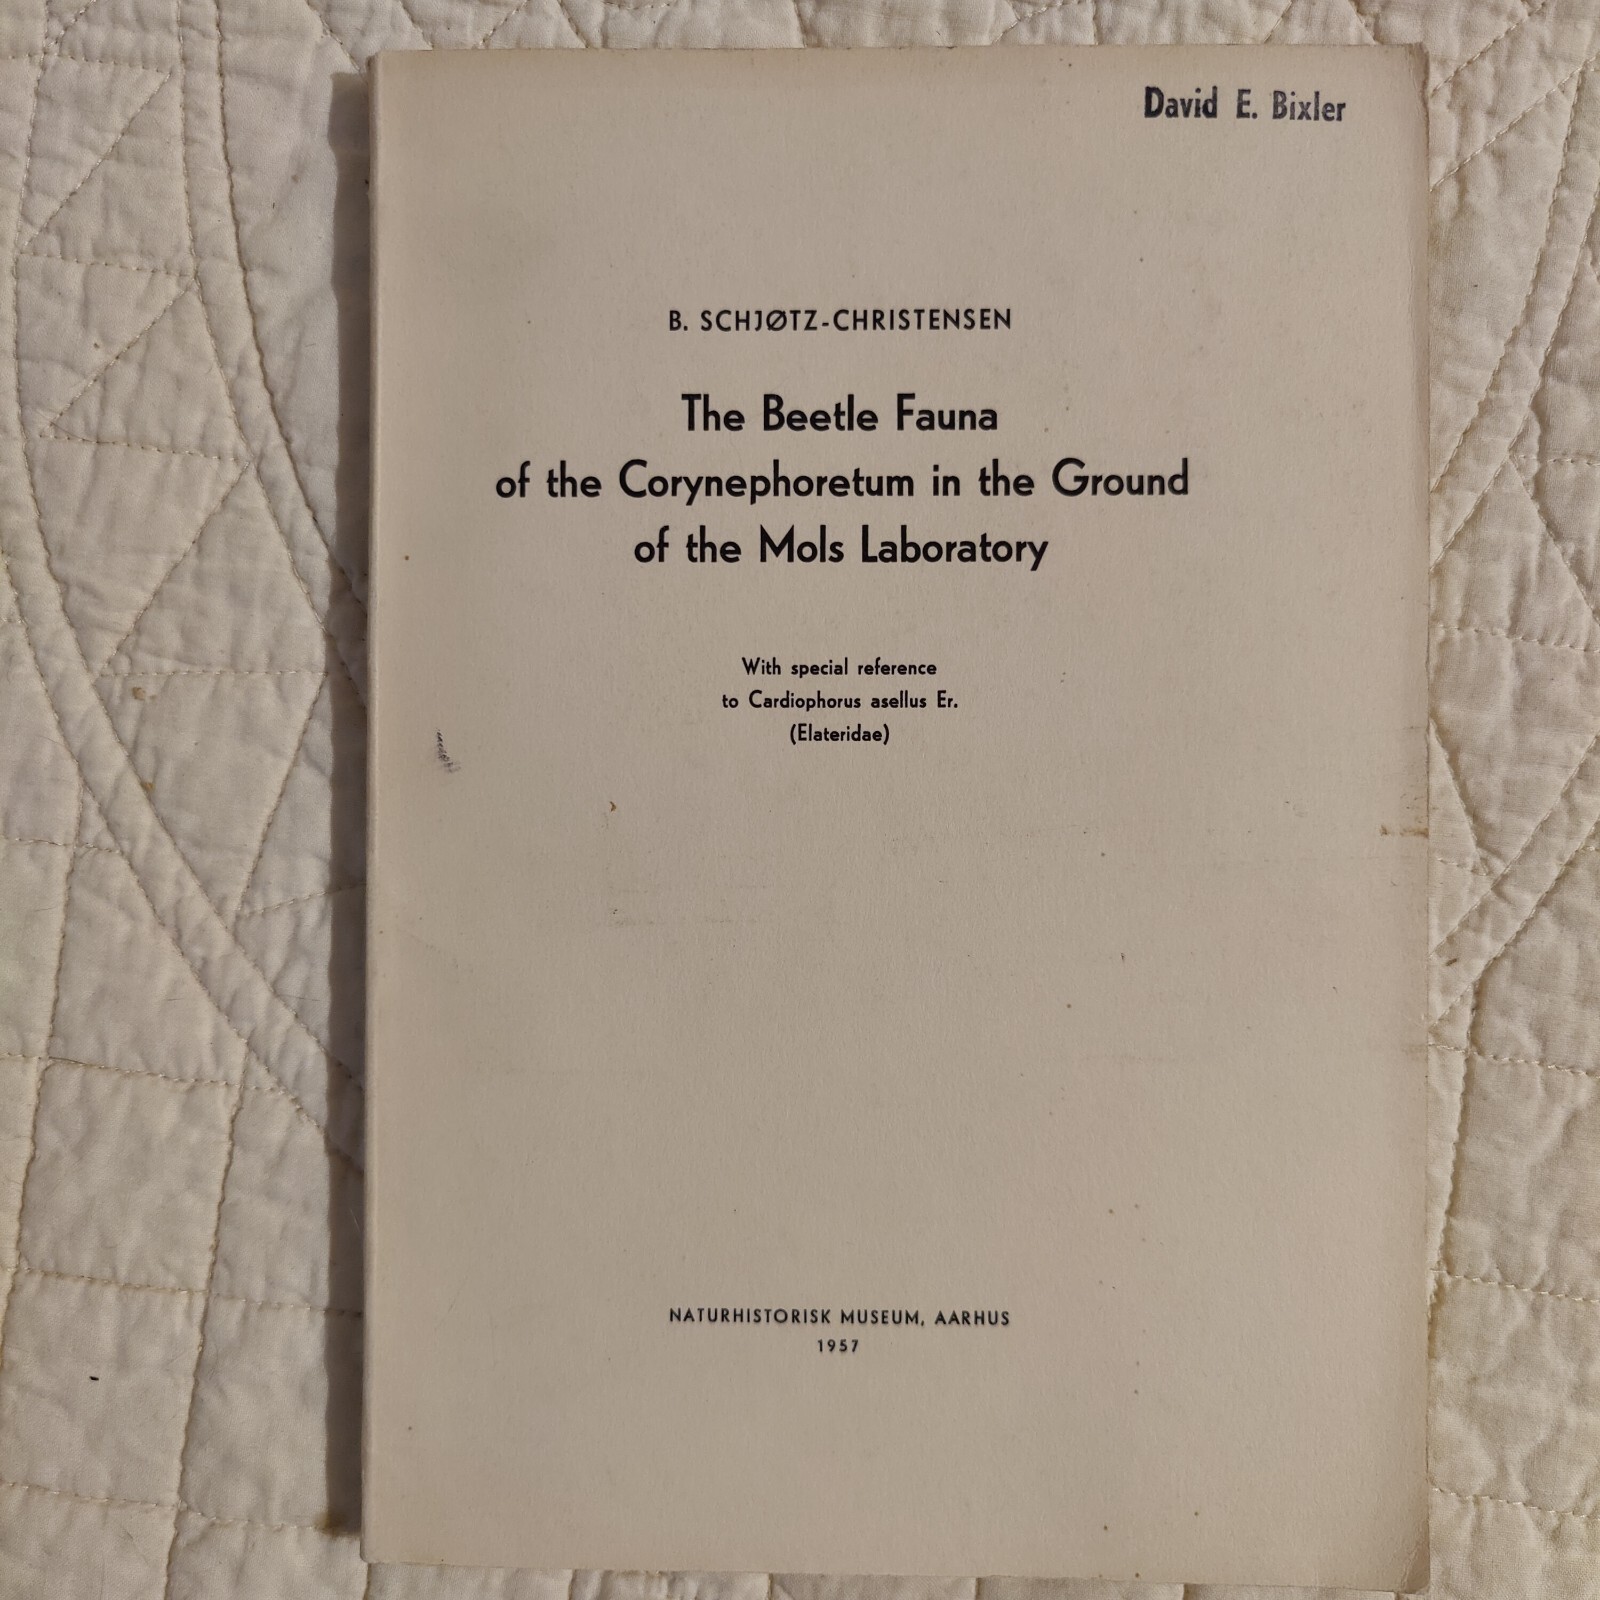 David E. Bixler
B. SCHJØTZ-CHRISTENSEN
The Beetle Fauna
of the Corynephoretum in the Ground
of the Mols Laboratory
With special reference
to Cardiophorus asellus Er.
(Elateridae)
NATURHISTORISK MUSEUM, AARHUS
1957